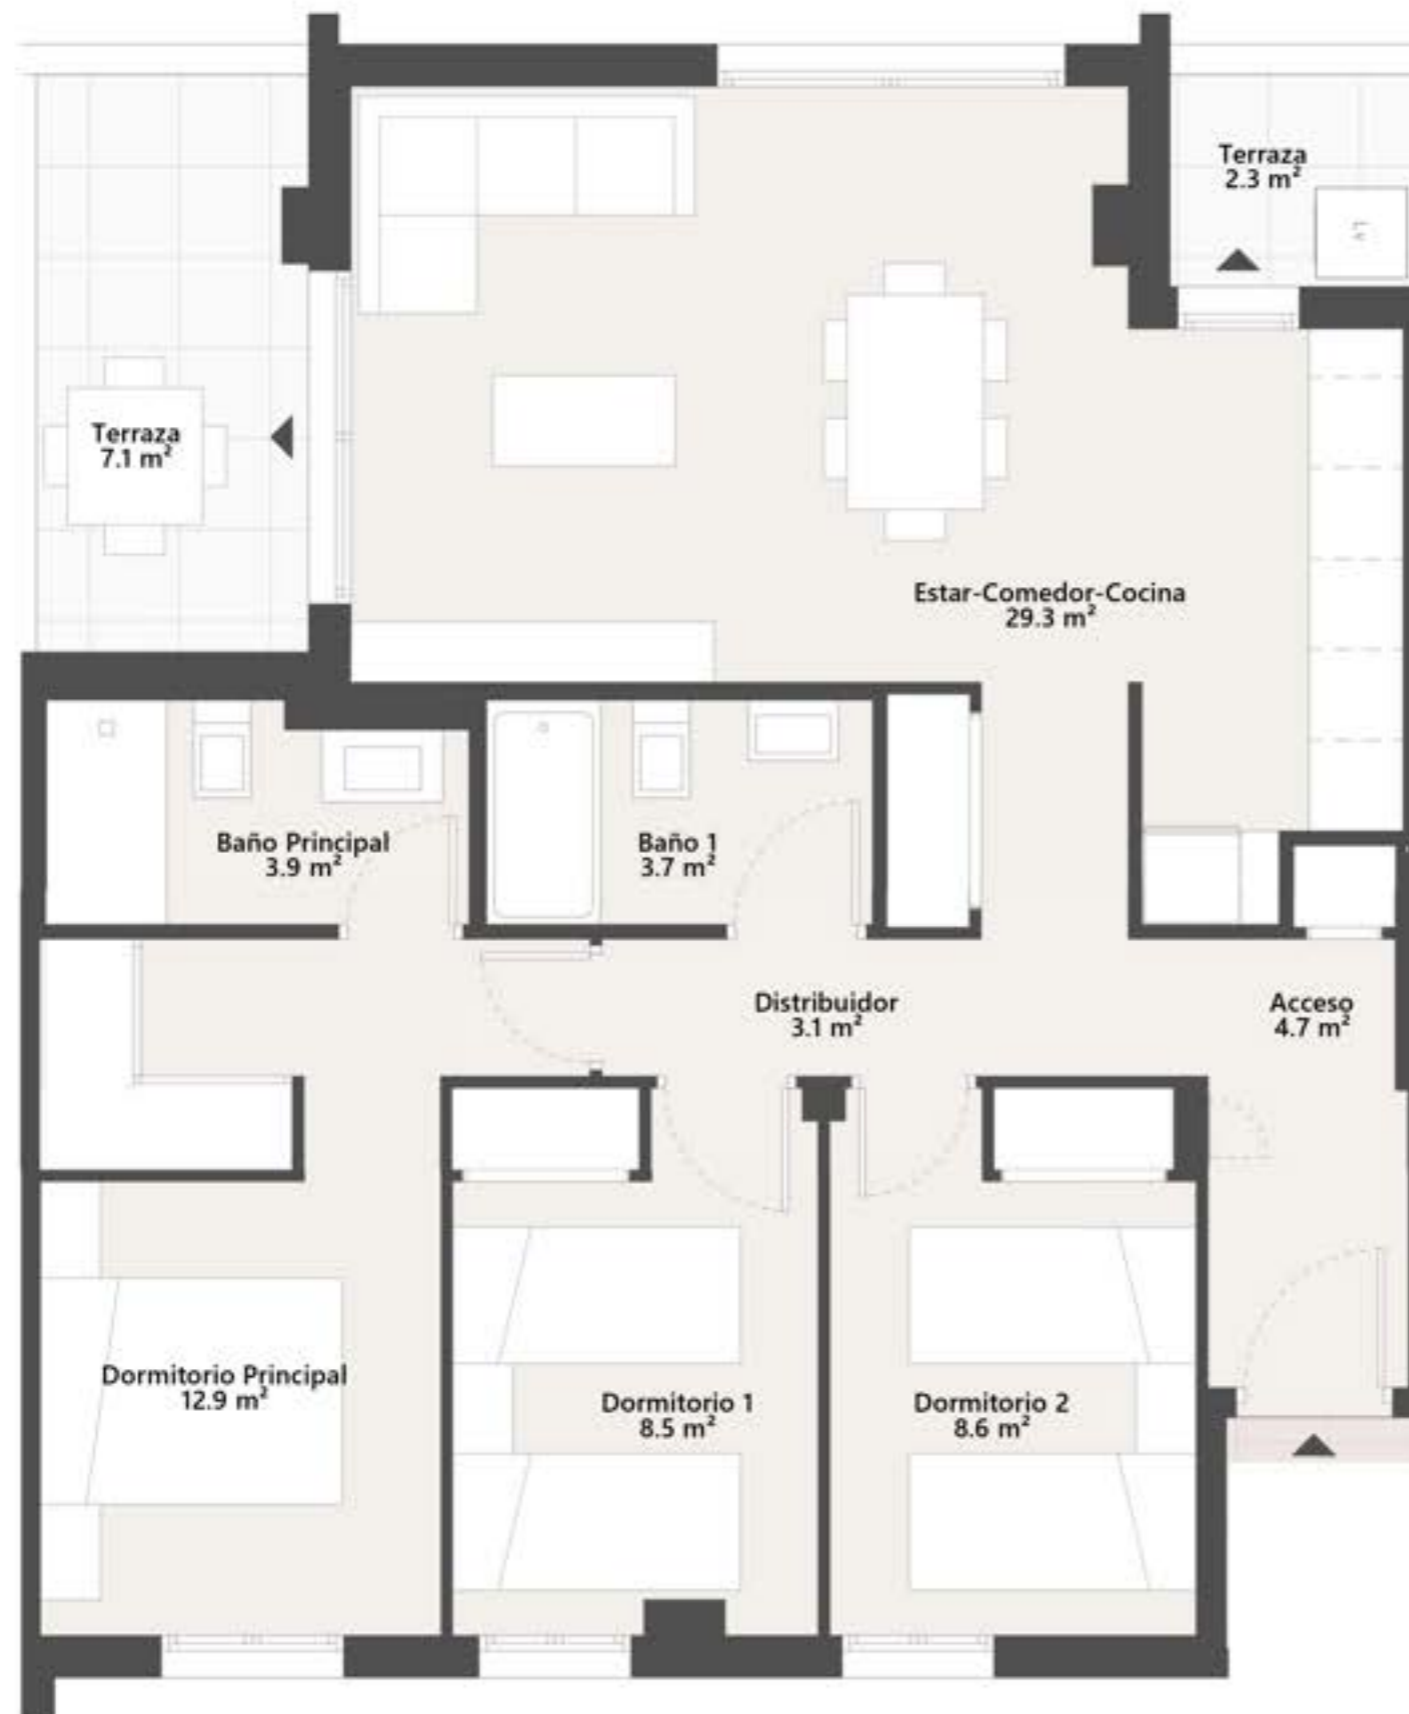 Terraza
2.3 m²
Lv
Terraza
7.1 m²
Estar-Comedor-Cocina
29.3 m²
Baño Principal
3.9 m²
Baño 1
3.7 m²
Distribuidor
3.1 m²
Acceso
4.7 m²
Dormitorio Principal
12.9 m²
Dormitorio 1
8.5 m²
Dormitorio 2
8.6 m²